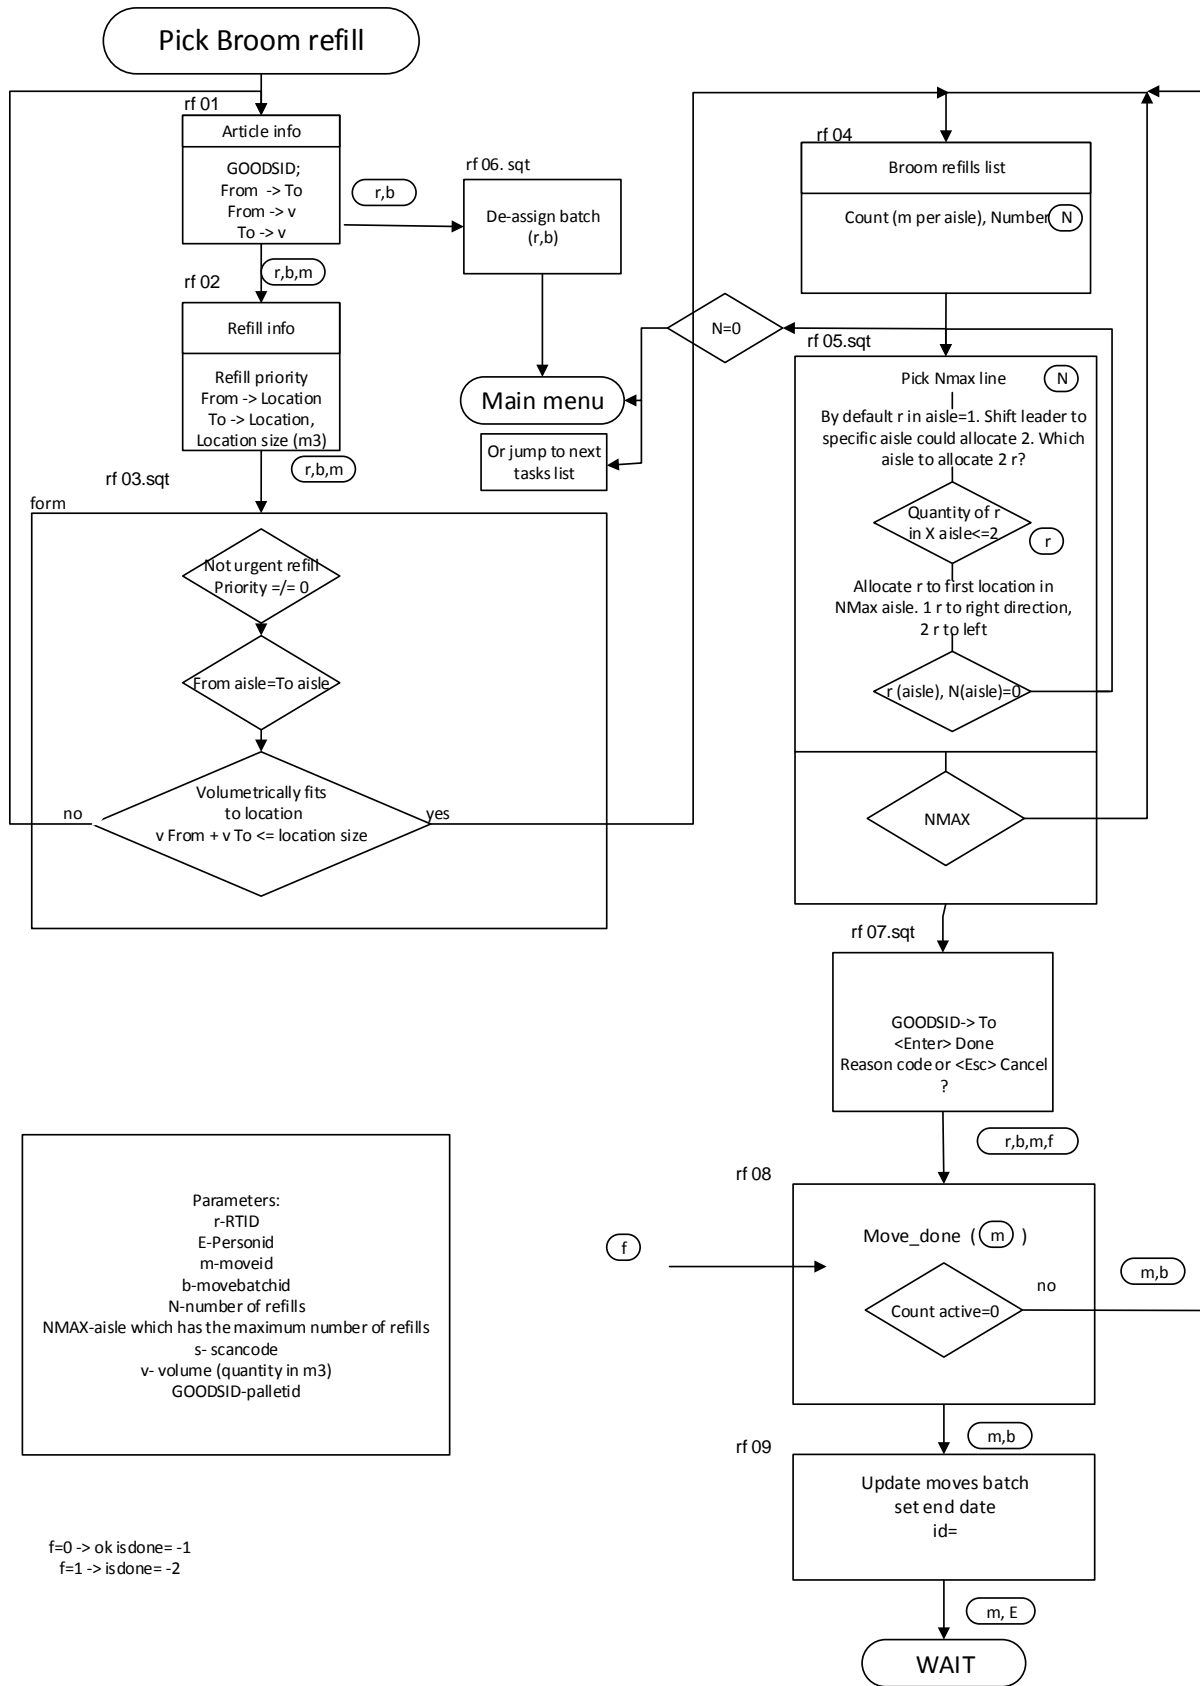 Pick Broom refill
rf 01
Article info
GOODSID;
From -> To
From -> v
To -> v
r,b
rf 06. sqt
De-assign batch
(r,b)
r,b,m
rf 02
Refill info
Refill priority
From -> Location
To -> Location,
Location size (m3)
r,b,m
rf 03.sqt
form
Not urgent refill
Priority =/= 0
From aisle=To aisle
Volumetrically fits
to location
v From + v To <= location size
no
yes
Main menu
Or jump to next
tasks list
N=0
rf 04
Broom refills list
Count (m per aisle), Number
N
rf 05.sqt
Pick Nmax line
N
By default r in aisle=1. Shift leader to
specific aisle could allocate 2. Which
aisle to allocate 2 r?
Quantity of r
in X aisle<=2
r
Allocate r to first location in
NMax aisle. 1 r to right direction,
2 r to left
r (aisle), N(aisle)=0
NMAX
rf 07.sqt
GOODSID-> To
<Enter> Done
Reason code or <Esc> Cancel
?
r,b,m,f
rf 08
Move_done ( m )
f
Count active=0
no
m,b
m,b
rf 09
Update moves batch
set end date
id=
m, E
WAIT
Parameters:
r-RTID
E-Personid
m-moveid
b-movebatchid
N-number of refills
NMAX-aisle which has the maximum number of refills
s- scancode
v- volume (quantity in m3)
GOODSID-palletid
f=0 -> ok isdone= -1
f=1 -> isdone= -2